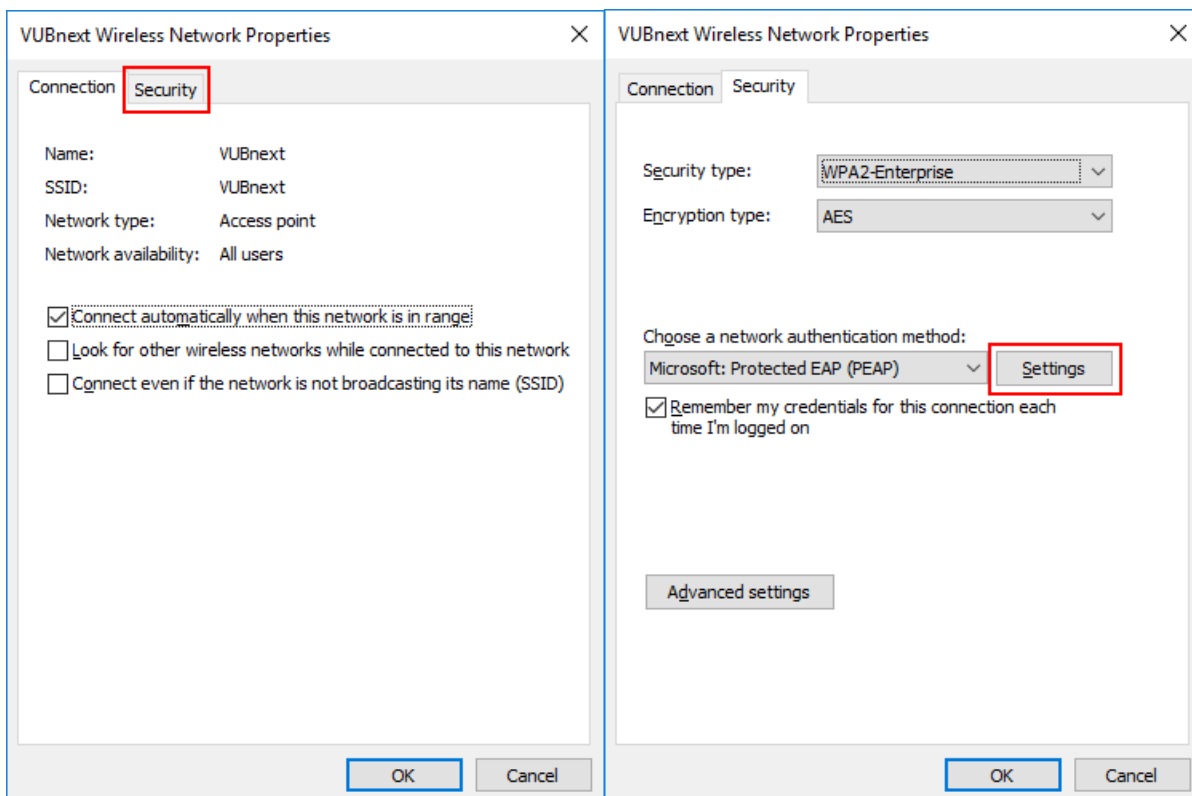 VUBnext Wireless Network Properties
Connection
Security
Name: VUBnext
SSID: VUBnext
Network type: Access point
Network availability: All users
Connect automatically when this network is in range
Look for other wireless networks while connected to this network
Connect even if the network is not broadcasting its name (SSID)
OK
Cancel
VUBnext Wireless Network Properties
Connection
Security
Security type: WPA2-Enterprise
Encryption type: AES
Choose a network authentication method:
Microsoft: Protected EAP (PEAP)
Settings
Remember my credentials for this connection each
time I'm logged on
Advanced settings
OK
Cancel